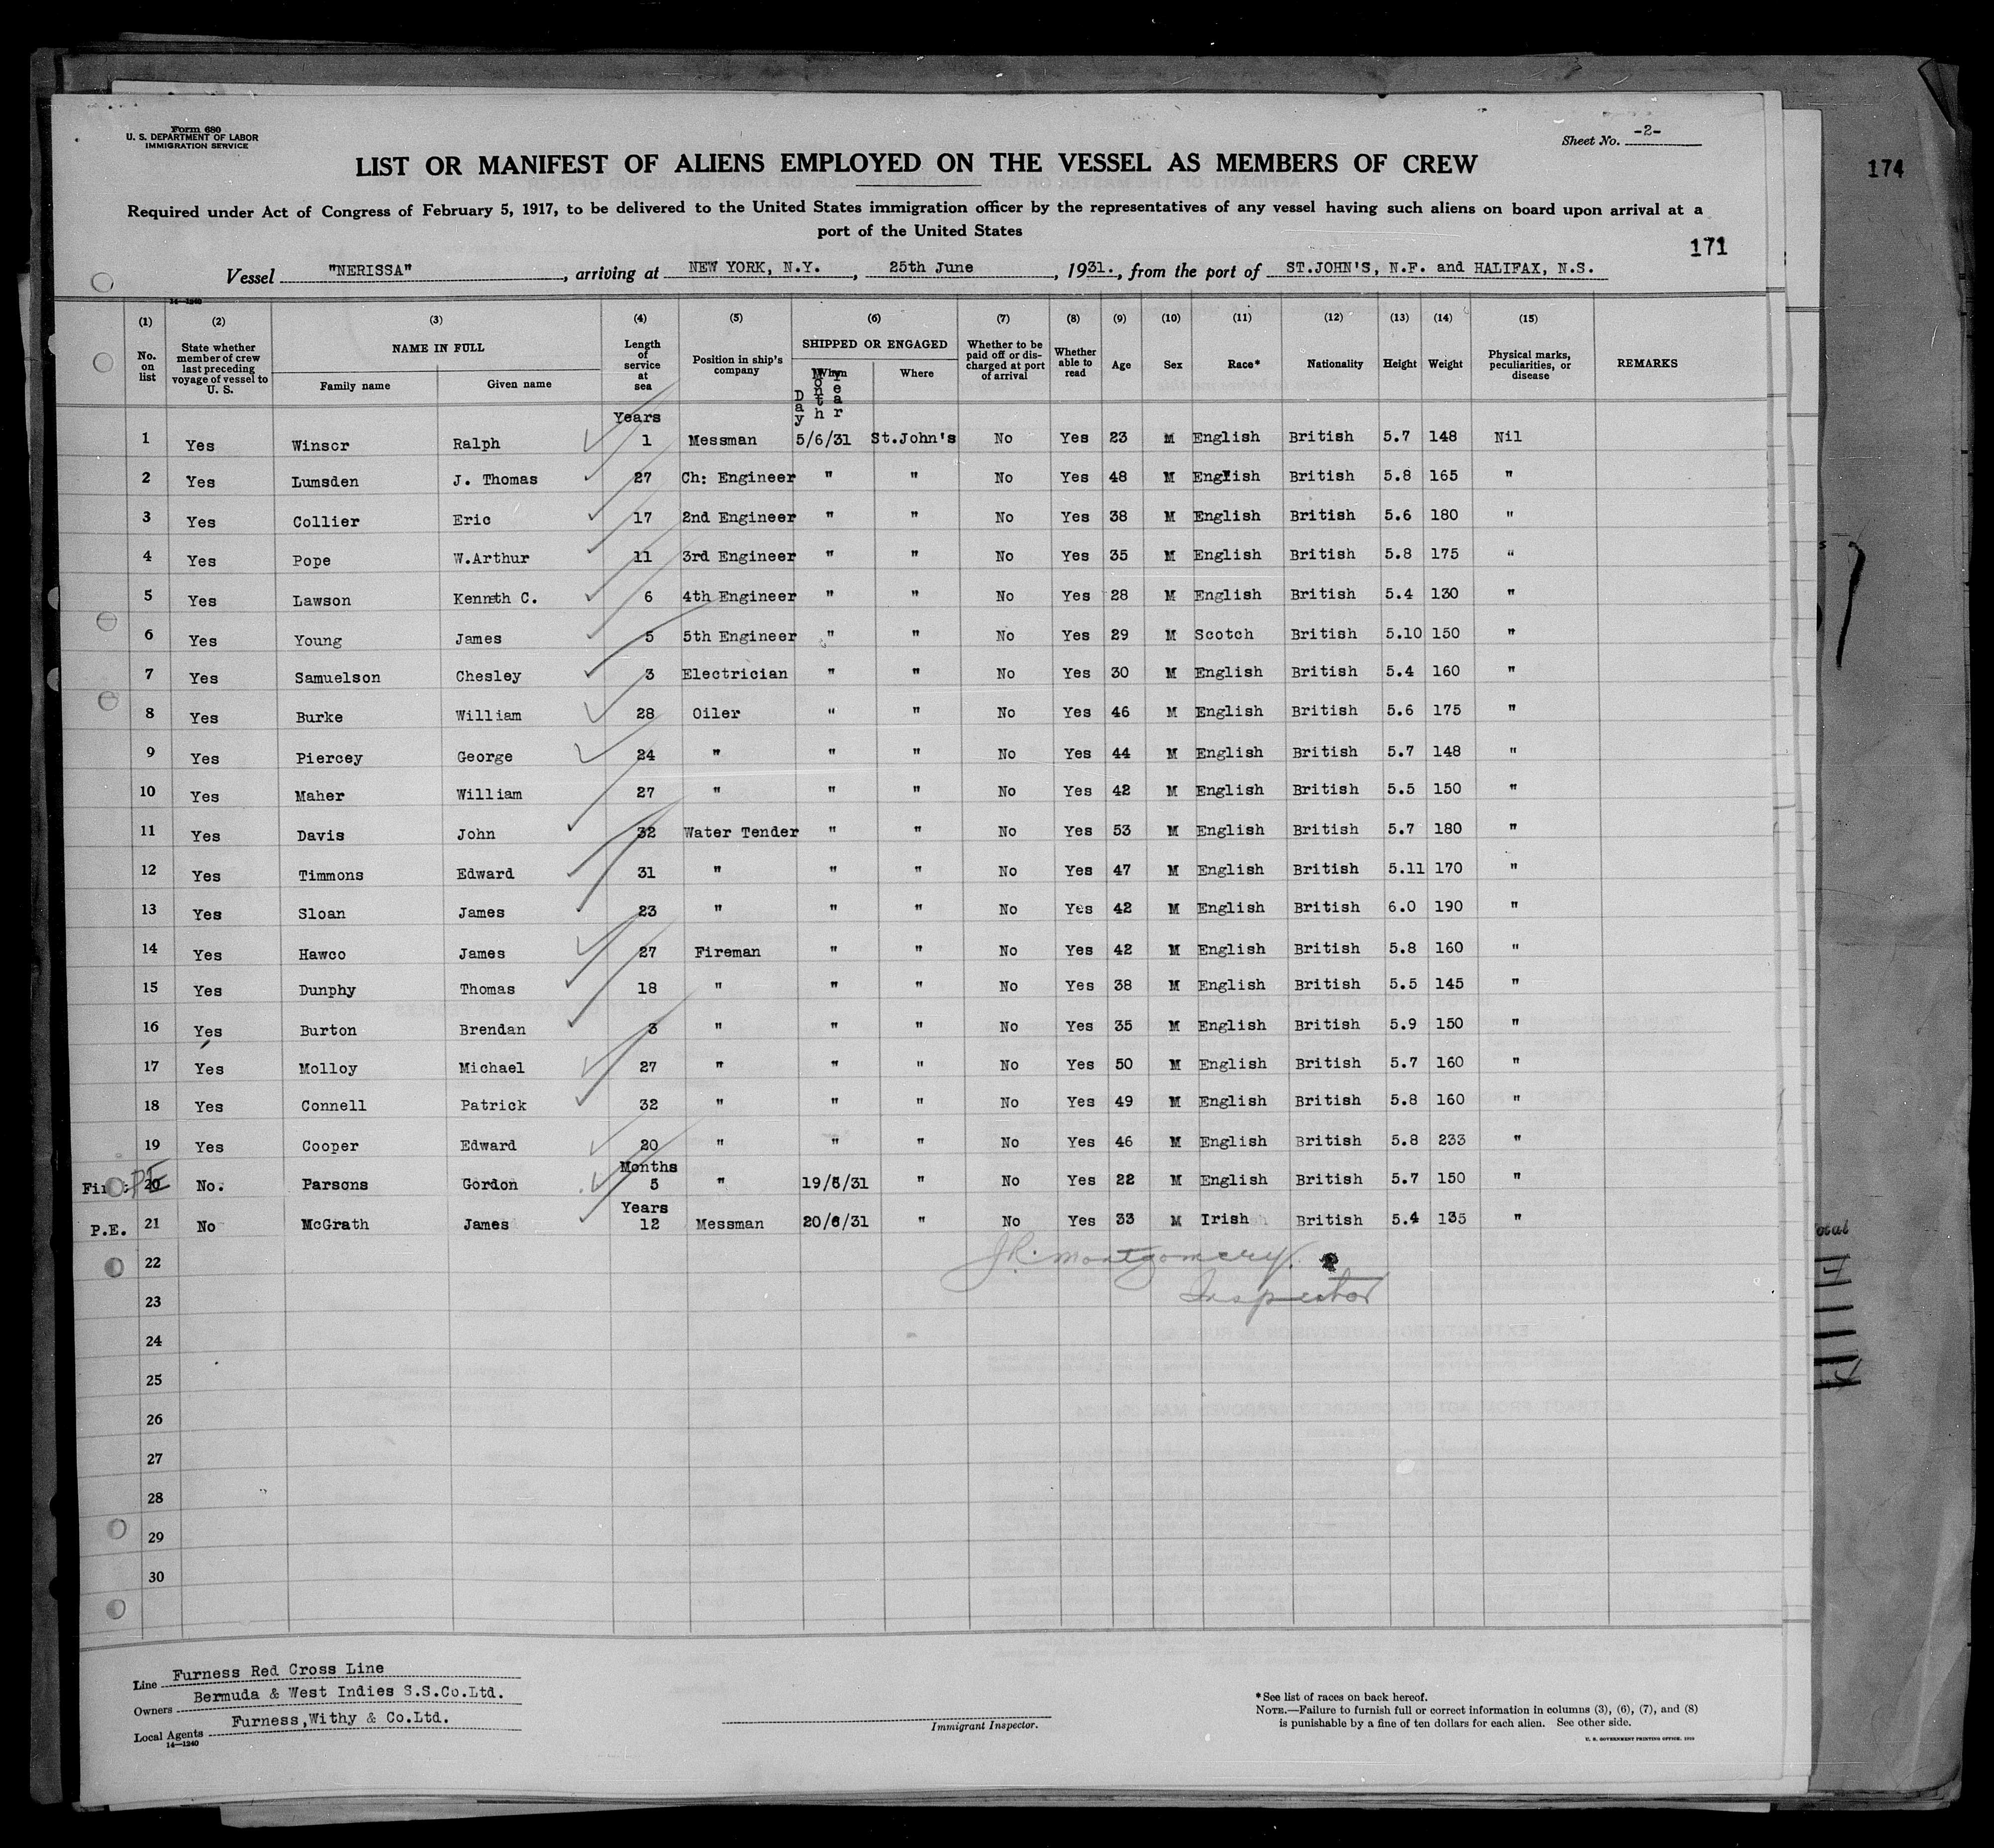 Form 680
U. S. DEPARTMENT OF LABOR
IMMIGRATION SERVICE
Sheet No. -2-
LIST OR MANIFEST OF ALIENS EMPLOYED ON THE VESSEL AS MEMBERS OF CREW
174
Required under Act of Congress of February 5, 1917, to be delivered to the United States immigration officer by the representatives of any vessel having such aliens on board upon arrival at a
port of the United States
171
Vessel "NERISSA", arriving at NEW YORK, N.Y., 25th June, 1931., from the port of ST.JOHN'S, N.F. and HALIFAX, N.S.
14—1240
(1) (2) (3) (4) (5) (6) (7) (8) (9) (10) (11) (12) (13) (14) (15)
No. on list State whether member of crew last preceding voyage of vessel to U. S. NAME IN FULL Family name Given name Length of service at sea Position in ship's company SHIPPED OR ENGAGED When Day Month Year Where Whether to be paid off or discharged at port of arrival Whether able to read Age Sex Race* Nationality Height Weight Physical marks, peculiarities, or disease REMARKS
Years
1 Yes Winsor Ralph 1 Messman 5/6/31 St.John's No Yes 23 M English British 5.7 148 Nil
2 Yes Lumsden J. Thomas 27 Ch: Engineer " " No Yes 48 M English British 5.8 165 "
3 Yes Collier Eric 17 2nd Engineer " " No Yes 38 M English British 5.6 180 "
4 Yes Pope W.Arthur 11 3rd Engineer " " No Yes 35 M English British 5.8 175 "
5 Yes Lawson Kenneth C. 6 4th Engineer " " No Yes 28 M English British 5.4 130 "
6 Yes Young James 5 5th Engineer " " No Yes 29 M Scotch British 5.10 150 "
7 Yes Samuelson Chesley 3 Electrician " " No Yes 30 M English British 5.4 160 "
8 Yes Burke William 28 Oiler " " No Yes 46 M English British 5.6 175 "
9 Yes Piercey George 24 " " " No Yes 44 M English British 5.7 148 "
10 Yes Maher William 27 " " " No Yes 42 M English British 5.5 150 "
11 Yes Davis John 32 Water Tender " " No Yes 53 M English British 5.7 180 "
12 Yes Timmons Edward 31 " " " No Yes 47 M English British 5.11 170 "
13 Yes Sloan James 23 " " " No Yes 42 M English British 6.0 190 "
14 Yes Hawco James 27 Fireman " " No Yes 42 M English British 5.8 160 "
15 Yes Dunphy Thomas 18 " " " No Yes 38 M English British 5.5 145 "
16 Yes Burton Brendan 3 " " " No Yes 35 M English British 5.9 150 "
17 Yes Molloy Michael 27 " " " No Yes 50 M English British 5.7 160 "
18 Yes Connell Patrick 32 " " " No Yes 49 M English British 5.8 160 "
19 Yes Cooper Edward 20 " " " No Yes 46 M English British 5.8 233 "
Months
PE 20 No. Parsons Gordon 5 " 19/6/31 " No Yes 22 M English British 5.7 150 "
Years
P.E. 21 No McGrath James 12 Messman 20/6/31 " No Yes 33 M Irish British 5.4 135 "
22 J.R. Montgomery.
23 Inspector
24
25
26
27
28
29
30
Line Furness Red Cross Line
Owners Bermuda & West Indies S.S.Co.Ltd.
Local Agents Furness,Withy & Co.Ltd.
14—1240
Immigrant Inspector.
*See list of races on back hereof.
NOTE.—Failure to furnish full or correct information in columns (3), (6), (7), and (8)
is punishable by a fine of ten dollars for each alien. See other side.